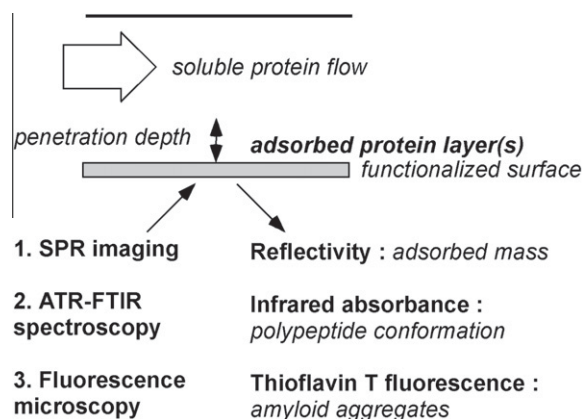 soluble protein flow
penetration depth
adsorbed protein layer(s)
functionalized surface
1. SPR imaging
Reflectivity : adsorbed mass
2. ATR-FTIR
spectroscopy
Infrared absorbance :
polypeptide conformation
3. Fluorescence
microscopy
Thioflavin T fluorescence :
amyloid aggregates